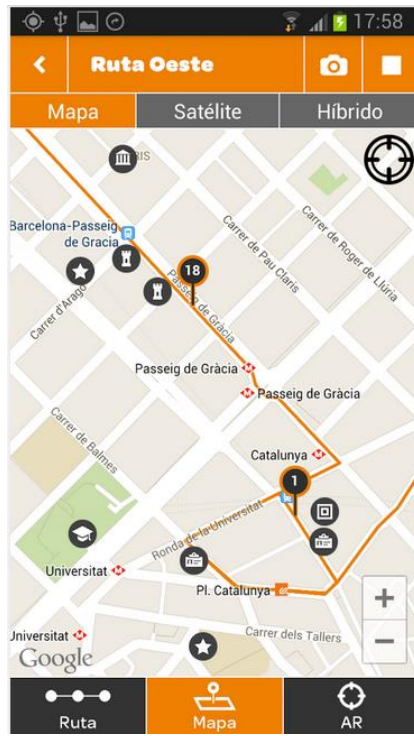 17:58
Ruta Oeste
Mapa
Satélite
Híbrido
Barcelona-Passeig
de Gracia
Carrer de Roger de Llúria
Carrer de Pau Claris
18
Passeig de Gràcia
Carrer d'Aragó
Passeig de Gràcia
Passeig de Gràcia
Carrer de Balmes
Catalunya
1
Ronda de la Universitat
Universitat
Pl. Catalunya
+
Universitat
Carrer dels Tallers
−
Google
Ruta
Mapa
AR